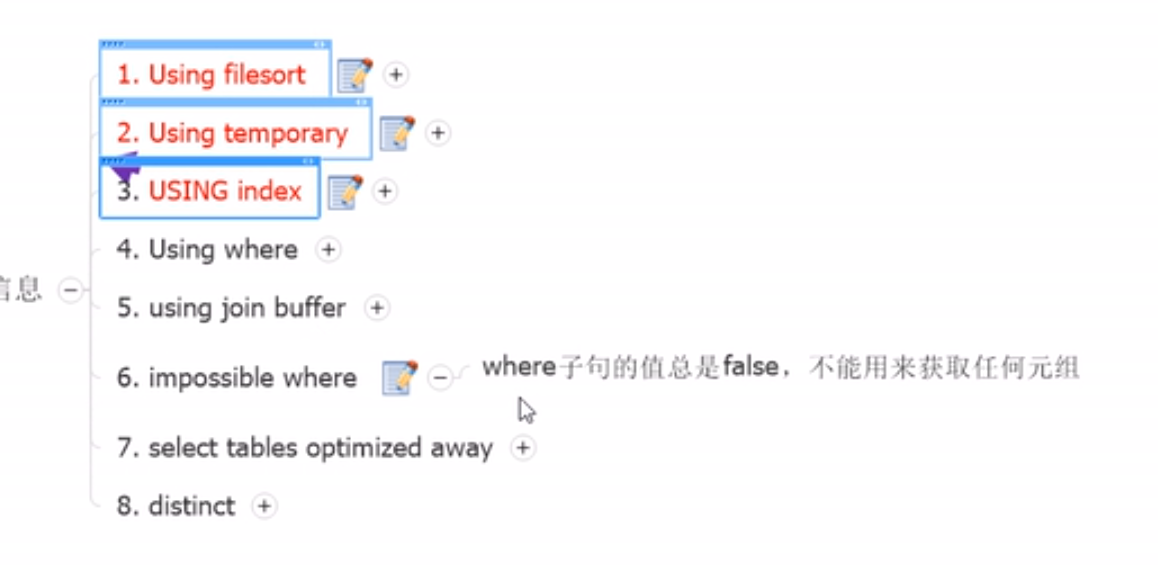 1. Using filesort
2. Using temporary
3. USING index
4. Using where
信息
5. using join buffer
6. impossible where
where子句的值总是false，不能用来获取任何元组
7. select tables optimized away
8. distinct